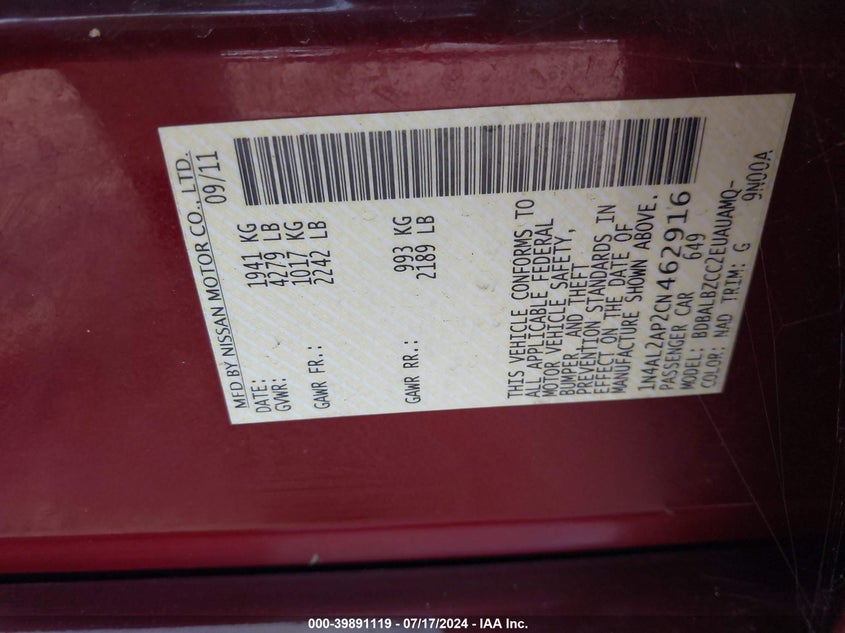 MFD BY NISSAN MOTOR CO., LTD.
DATE: 09/11
GVWR: 1941 KG
4279 LB
GAWR FR.: 1017 KG
2242 LB
GAWR RR.: 993 KG
2189 LB
THIS VEHICLE CONFORMS TO
ALL APPLICABLE FEDERAL
MOTOR VEHICLE SAFETY,
BUMPER, AND THEFT
PREVENTION STANDARDS IN
EFFECT ON THE DATE OF
MANUFACTURE SHOWN ABOVE.
1N4AL2AP2CN462916
PASSENGER CAR 649
MODEL: BDBALBZCCZEUAUAMQ-
COLOR: NAD TRIM: G 9N00A
000-39891119 - 07/17/2024 - IAA Inc.